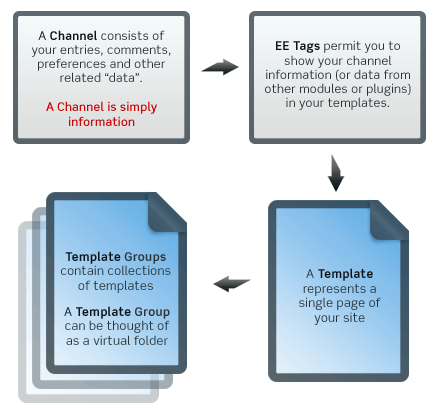 A Channel consists of
your entries, comments,
preferences and other
related “data”.
A Channel is simply
information
EE Tags permit you to
show your channel
information (or data from
other modules or plugins)
in your templates.
A Template
represents a
single page of
your site
Template Groups
contain collections
of templates
A Template Group
can be thought of
as a virtual folder